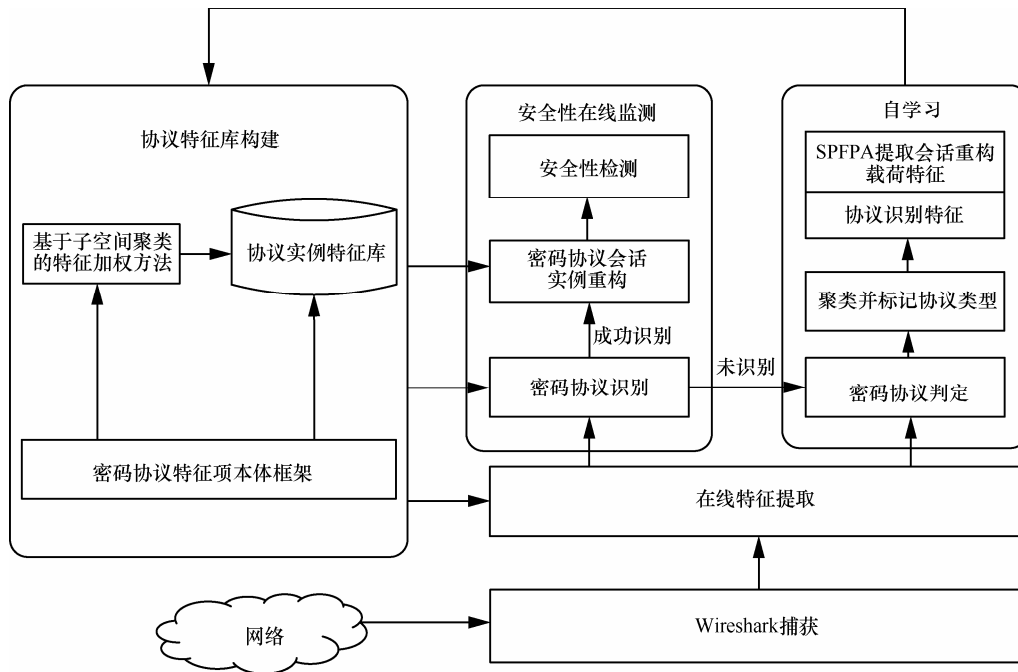 协议特征库构建
基于子空间聚类
的特征加权方法
协议实例特征库
密码协议特征项本体框架
安全性在线监测
安全性检测
密码协议会话
实例重构
成功识别
密码协议识别
未识别
自学习
SPFPA提取会话重构
载荷特征
协议识别特征
聚类并标记协议类型
密码协议判定
在线特征提取
网络
Wireshark捕获